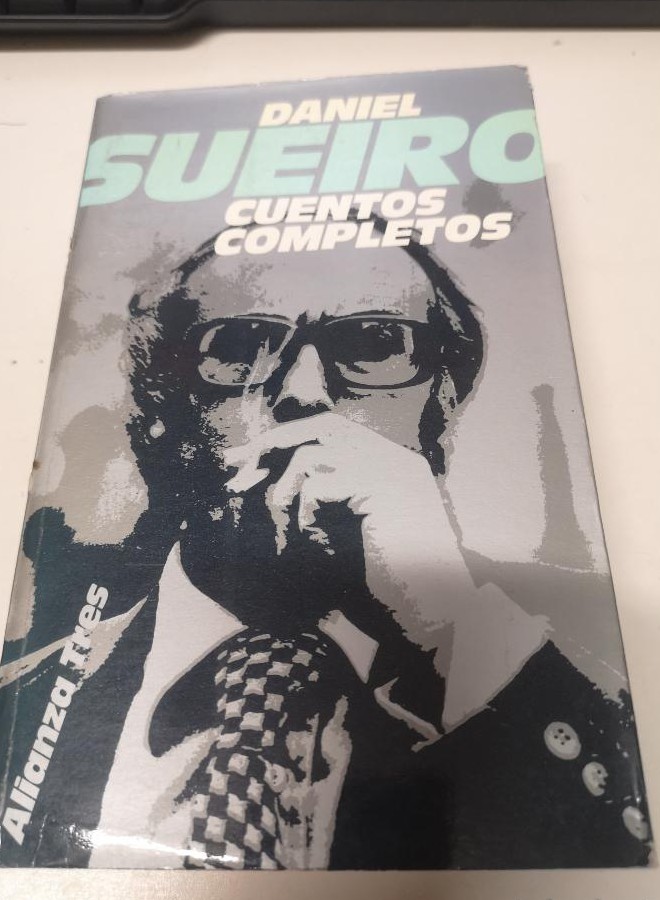 DANIEL
SUEIRO
CUENTOS
COMPLETOS
Alianza Tres